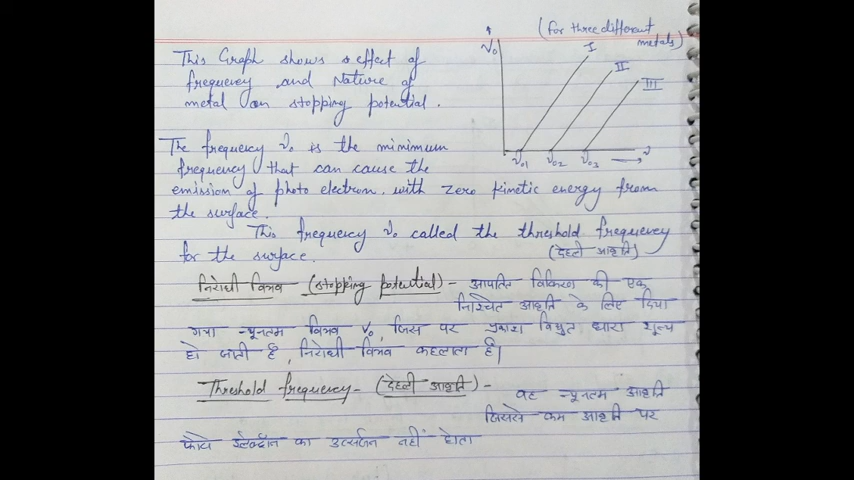 (for three different metals)
V₀
I
II
III
ν₀₁ ν₀₂ ν₀₃ → ν
This Graph shows effect of
frequency and Nature of
metal on stopping potential.
The frequency ν₀ is the minimum
frequency that can cause the
emission of photo electron. with zero kinetic energy from
the surface.
This frequency ν₀ called the threshold frequency
for the surface. (देहली आवृत्ति)
निरोधी विभव (stopping potential) - आपतित विकिरण की एक
निश्चित आवृत्ति के लिए दिया
गया न्यूनतम विभव V₀, जिस पर प्रकाश विद्युत धारा शून्य
हो जाती है, निरोधी विभव कहलाता है।
Threshold frequency - (देहली आवृत्ति) - वह न्यूनतम आवृत्ति
जिससे कम आवृत्ति पर
फोटो इलेक्ट्रॉन का उत्सर्जन नहीं होता